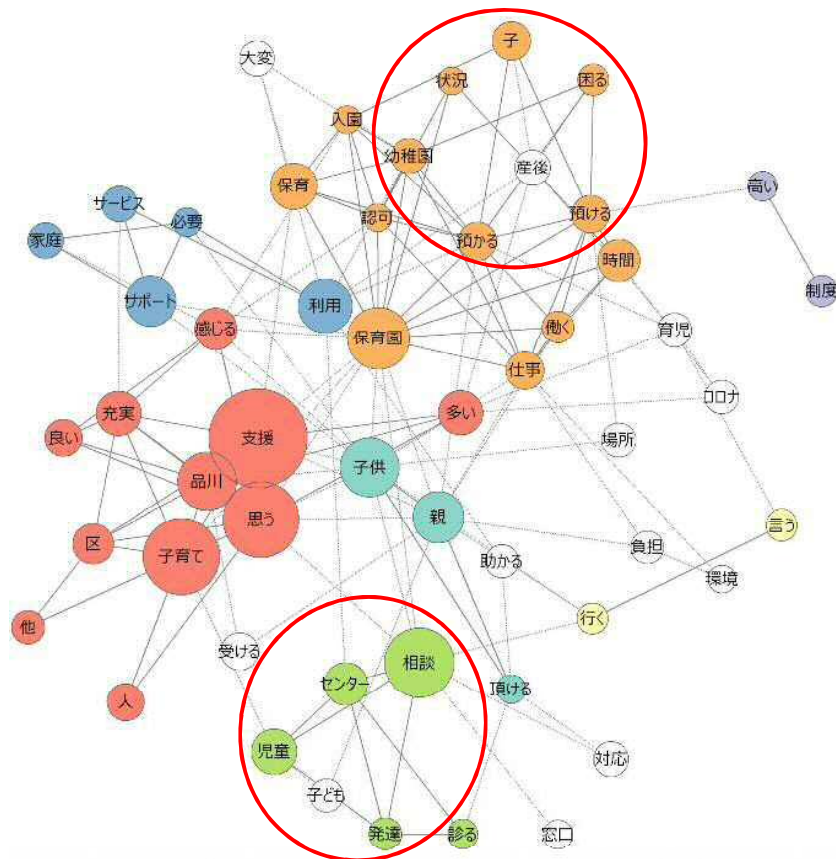 子
大変
状況
困る
入園
幼稚園
産後
保育
高い
サービス
認可
預かる
預ける
必要
家庭
時間
制度
サポート
利用
感じる
保育園
働く
育児
仕事
コロナ
充実
多い
良い
支援
場所
子供
品川
思う
親
言う
区
子育て
負担
助かる
環境
行く
他
受ける
相談
センター
頂ける
人
児童
対応
子ども
発達
診る
窓口